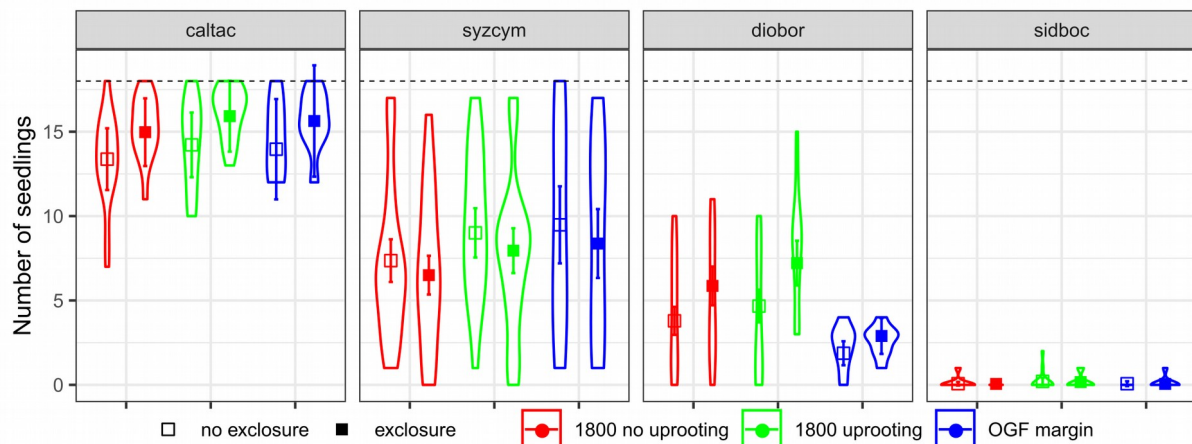 caltac syzcym diobor sidboc
Number of seedlings
15
10
5
0
no exclosure exclosure 1800 no uprooting 1800 uprooting OGF margin